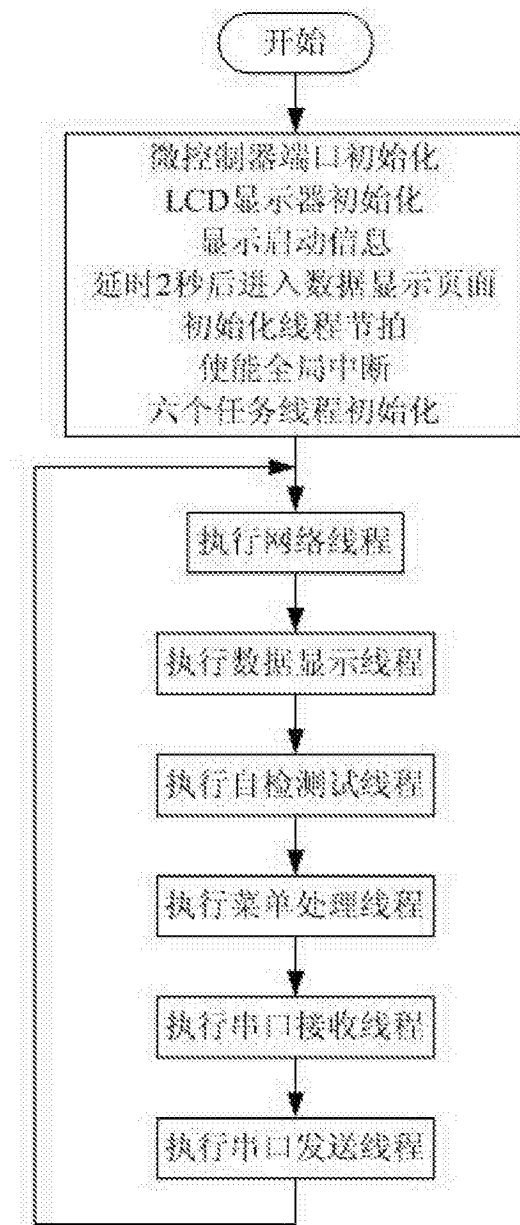 开始
微控制器端口初始化
LCD显示器初始化
显示启动信息
延时2秒后进入数据显示页面
初始化线程节拍
使能全局中断
六个任务线程初始化
执行网络线程
执行数据显示线程
执行自检测试线程
执行菜单处理线程
执行串口接收线程
执行串口发送线程